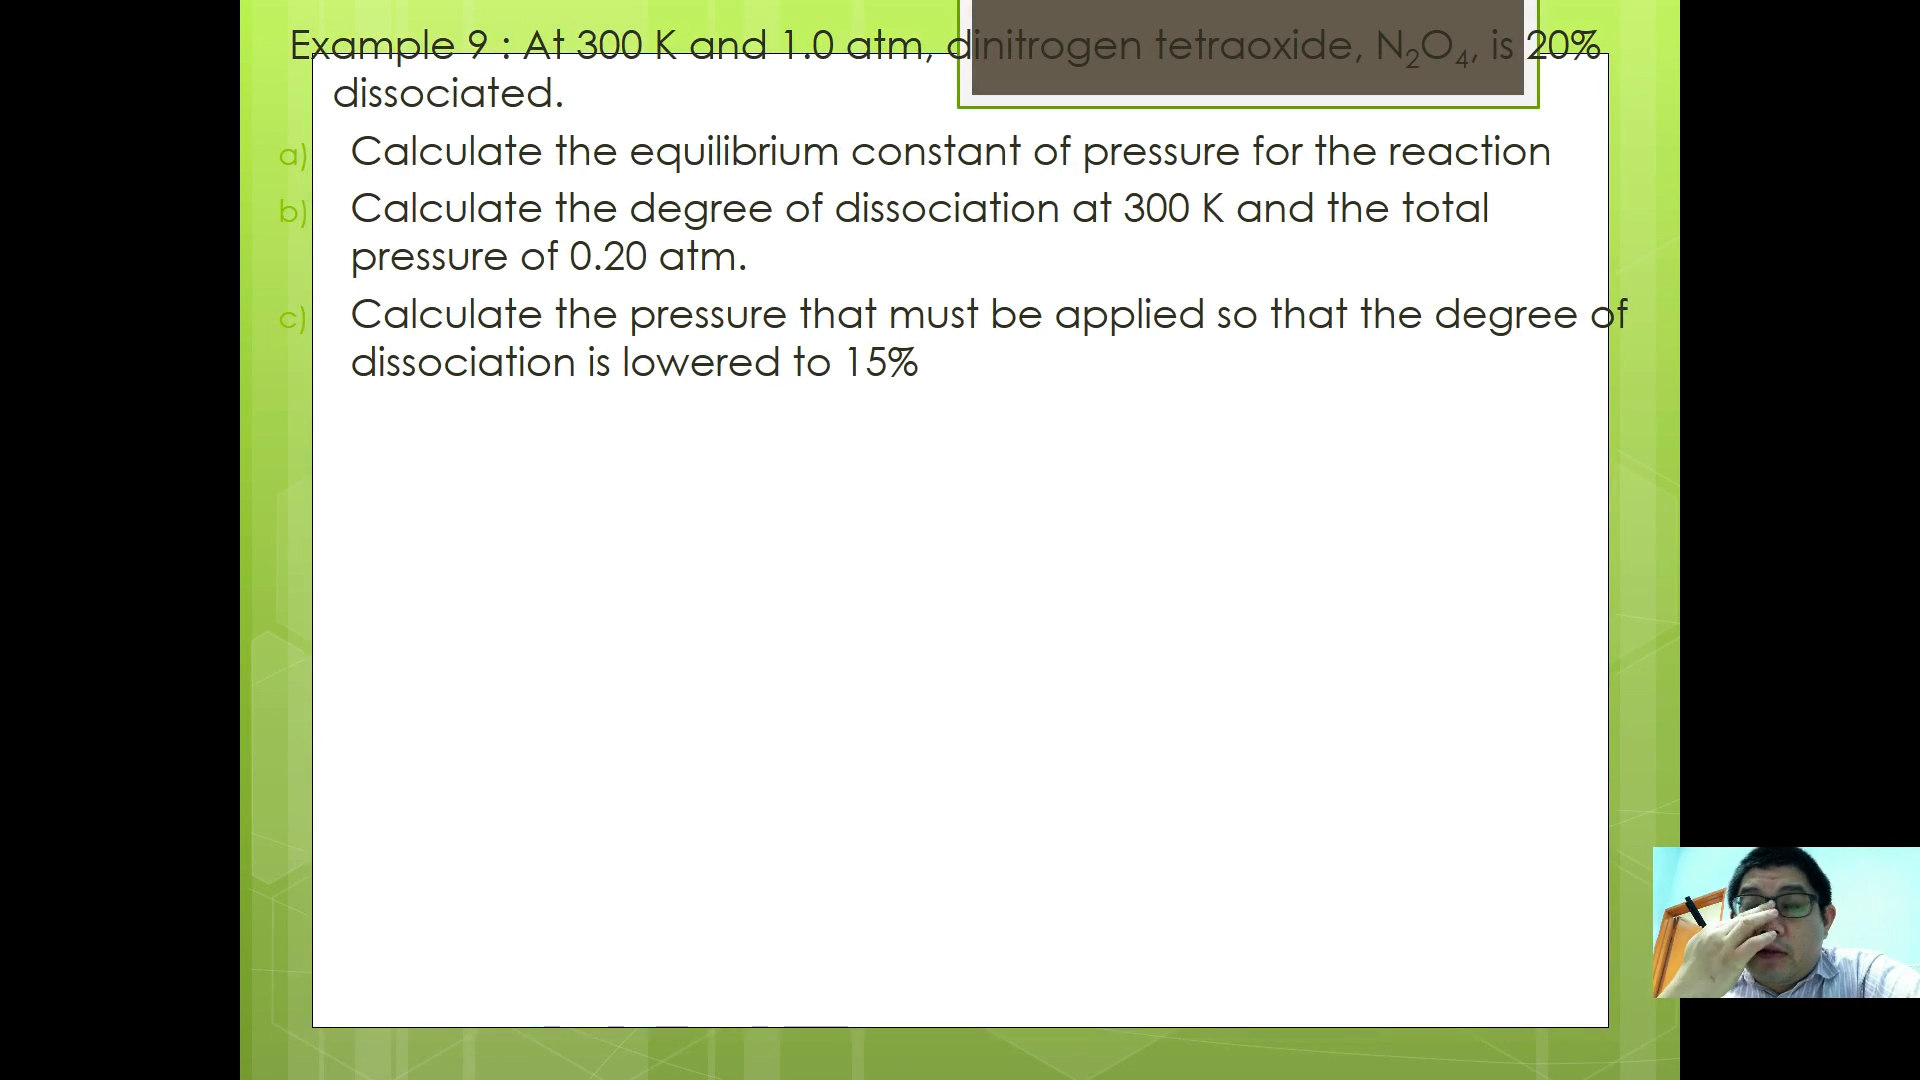 Example 9 : At 300 K and 1.0 atm, dinitrogen tetraoxide, N₂O₄, is 20%
dissociated.
a) Calculate the equilibrium constant of pressure for the reaction
b) Calculate the degree of dissociation at 300 K and the total
pressure of 0.20 atm.
c) Calculate the pressure that must be applied so that the degree of
dissociation is lowered to 15%